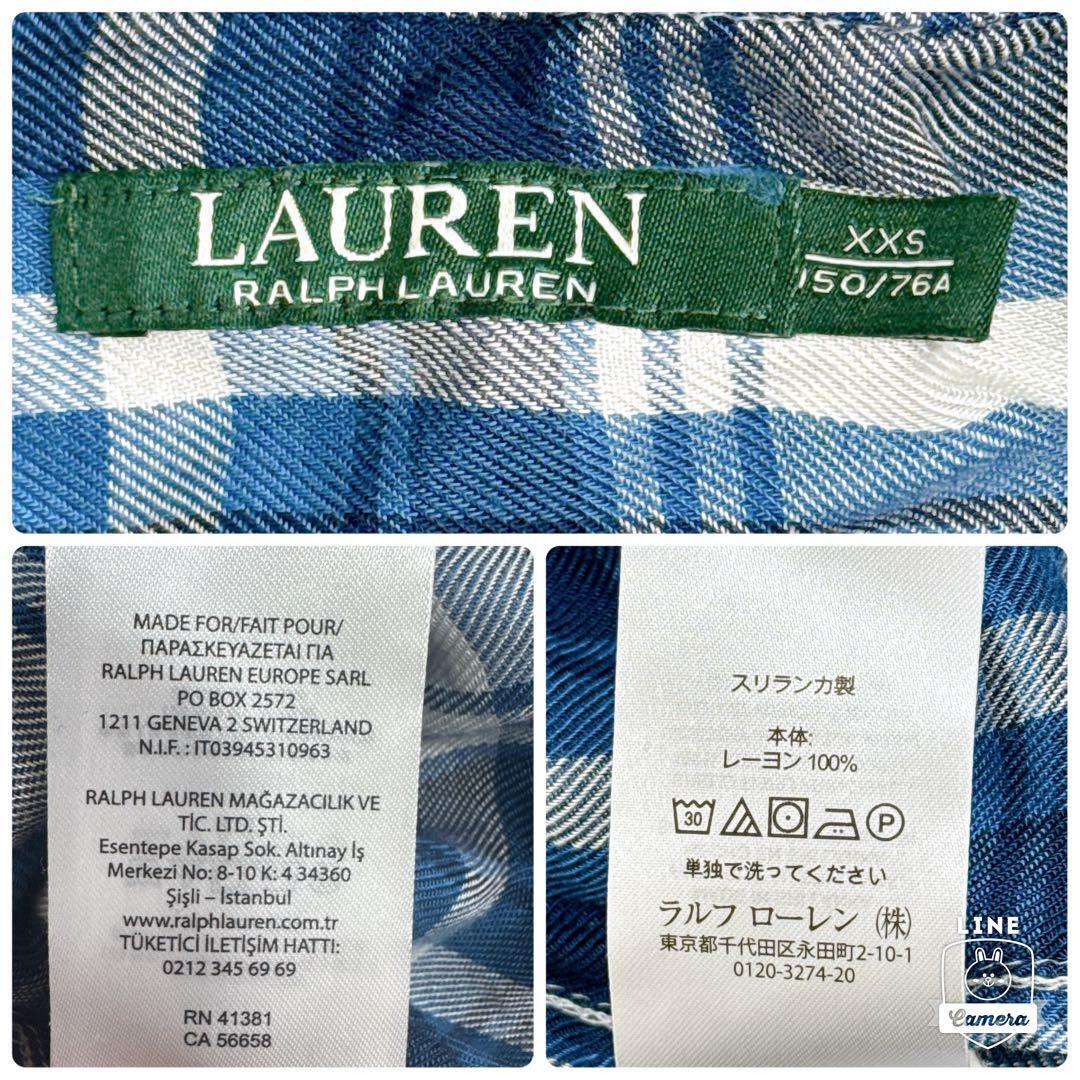 LAUREN
RALPH LAUREN
XXS
150/76A
MADE FOR/FAIT POUR/
ΠΑΡΑΣΚΕΥΑΖΕΤΑΙ ΓΙΑ
RALPH LAUREN EUROPE SARL
PO BOX 2572
1211 GENEVA 2 SWITZERLAND
N.I.F. : IT03945310963
RALPH LAUREN MAĞAZACILIK VE
TİC. LTD. ŞTİ.
Esentepe Kasap Sok. Altınay İş
Merkezi No: 8-10 K: 4 34360
Şişli – İstanbul
www.ralphlauren.com.tr
TÜKETİCİ İLETİŞİM HATTI:
0212 345 69 69
RN 41381
CA 56658
スリランカ製
本体:
レーヨン 100%
30 P
単独で洗ってください
ラルフ ローレン (株)
東京都千代田区永田町2-10-1
0120-3274-20
LINE
Camera